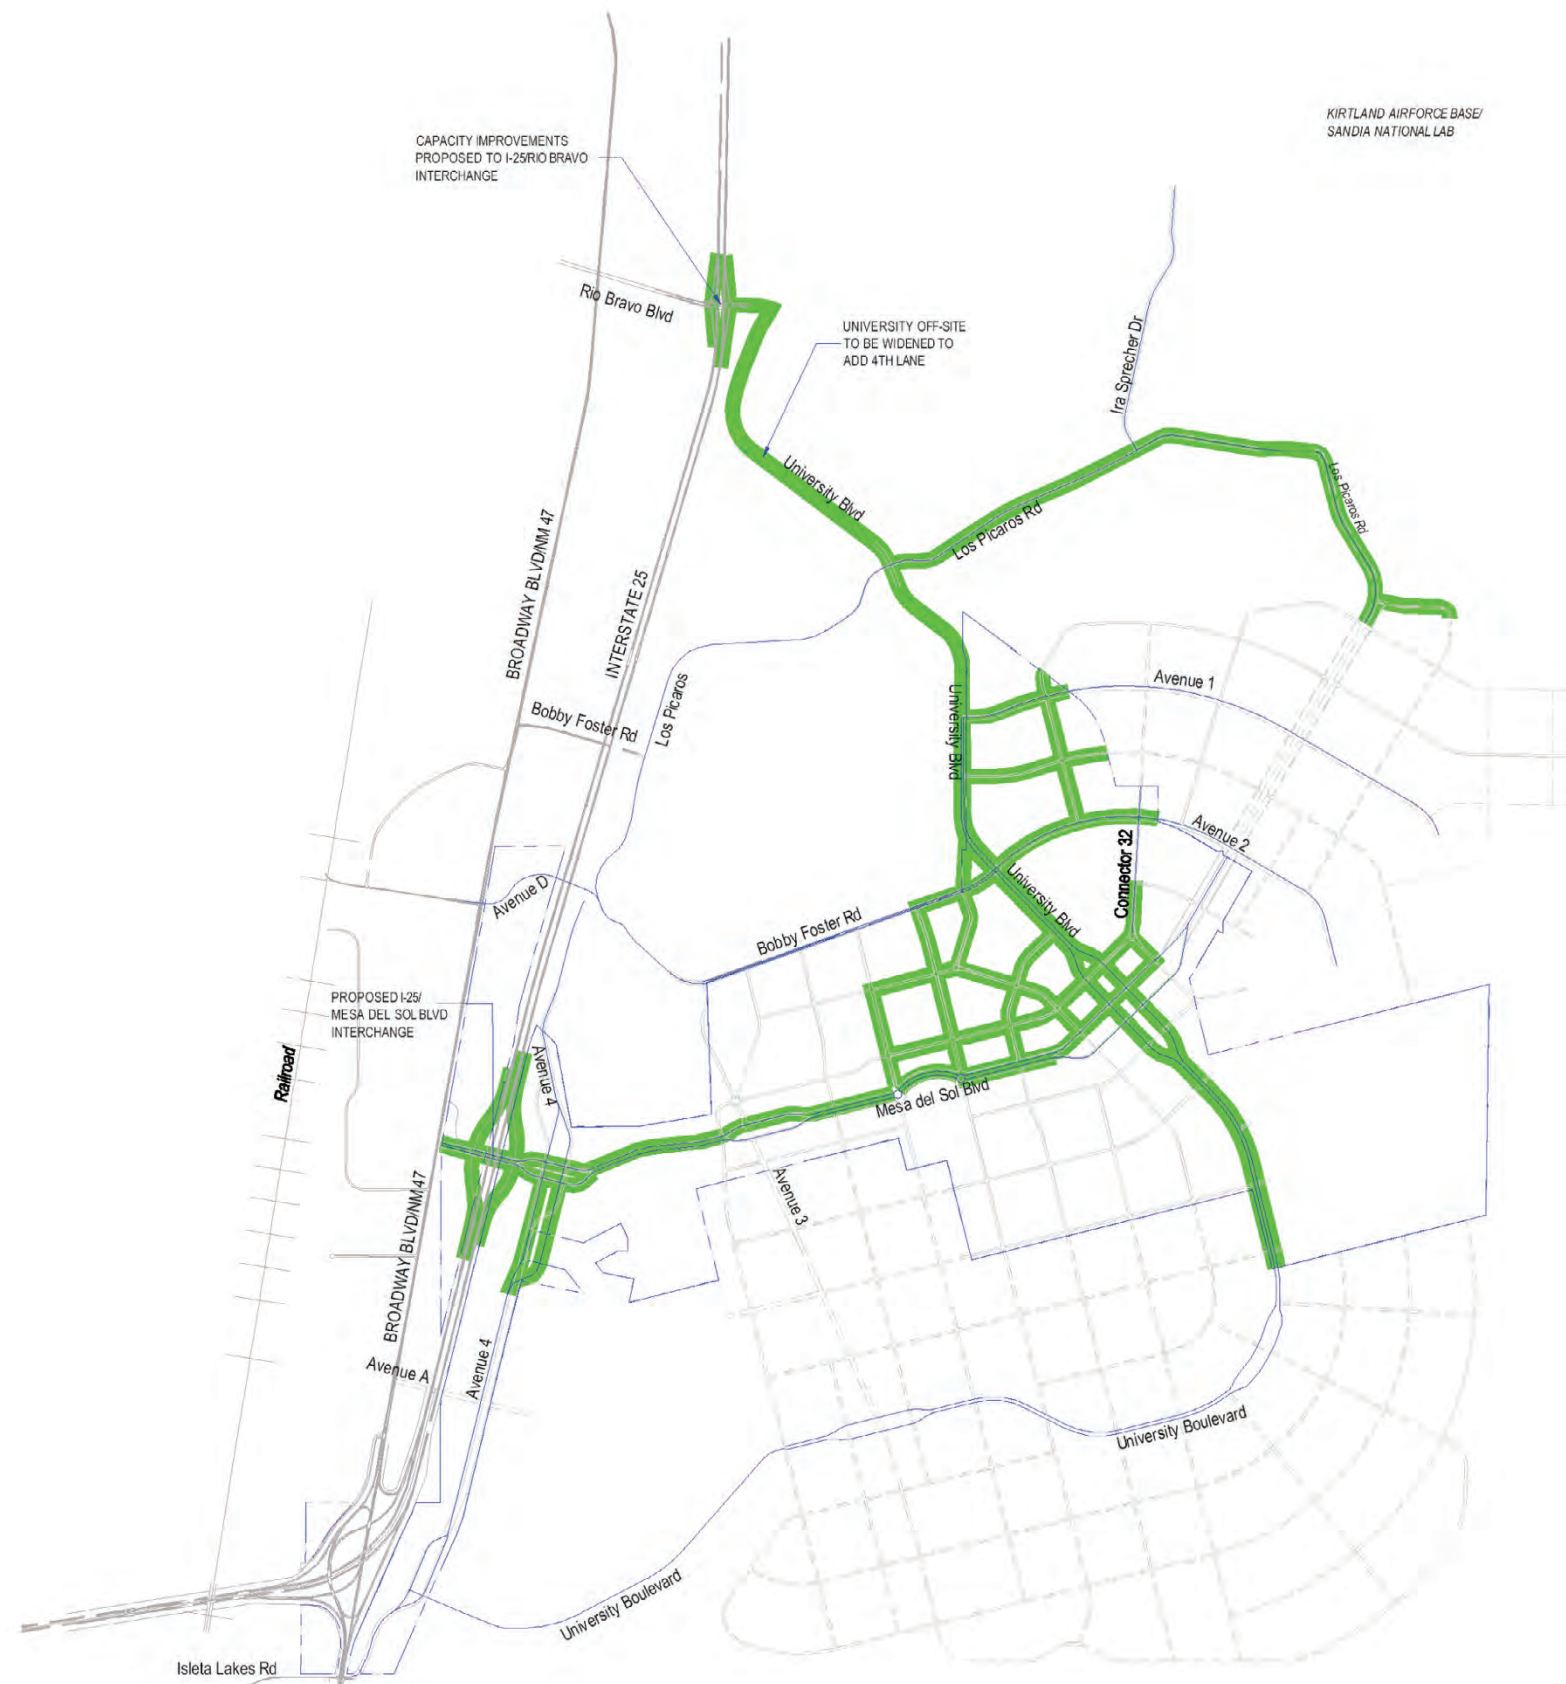 KIRTLAND AIRFORCE BASE/
SANDIA NATIONAL LAB
CAPACITY IMPROVEMENTS
PROPOSED TO I-25/RIO BRAVO
INTERCHANGE
Rio Bravo Blvd
UNIVERSITY OFF-SITE
TO BE WIDENED TO
ADD 4TH LANE
Ira Sprecher Dr
University Blvd
Los Picaros Rd
Los Picaros Rd
BROADWAY BLVD/NM 47
INTERSTATE 25
Los Picaros
Bobby Foster Rd
University Blvd
Avenue 1
Avenue 2
Connector 32
Avenue D
University Blvd
Bobby Foster Rd
PROPOSED I-25/
MESA DEL SOL BLVD
INTERCHANGE
Railroad
Avenue 4
Mesa del Sol Blvd
BROADWAY BLVD/NM47
Avenue 3
Avenue A
Avenue 4
University Boulevard
University Boulevard
Isleta Lakes Rd